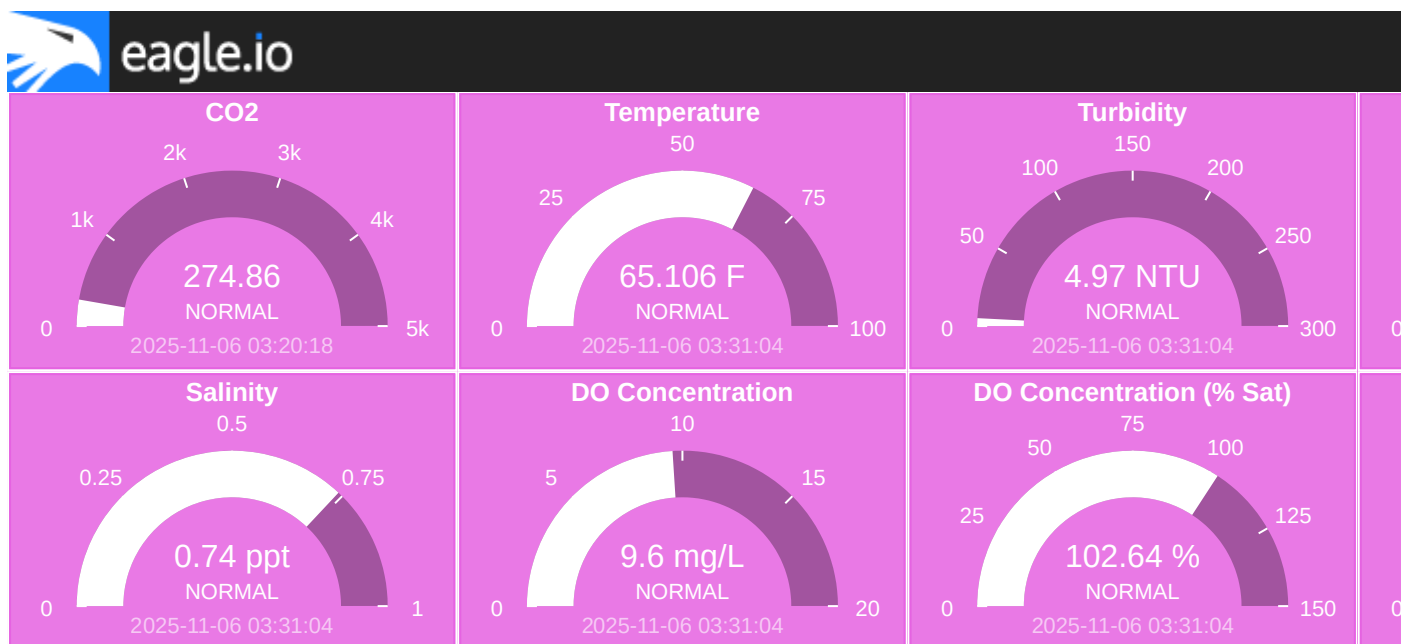 eagle.io
CO2
0
1k
2k
3k
4k
5k
274.86
NORMAL
2025-11-06 03:20:18
Temperature
0
25
50
75
100
65.106 F
NORMAL
2025-11-06 03:31:04
Turbidity
0
50
100
150
200
250
300
4.97 NTU
NORMAL
2025-11-06 03:31:04
0
Salinity
0
0.25
0.5
0.75
1
0.74 ppt
NORMAL
2025-11-06 03:31:04
DO Concentration
0
5
10
15
20
9.6 mg/L
NORMAL
2025-11-06 03:31:04
DO Concentration (% Sat)
0
25
50
75
100
125
150
102.64 %
NORMAL
2025-11-06 03:31:04
0